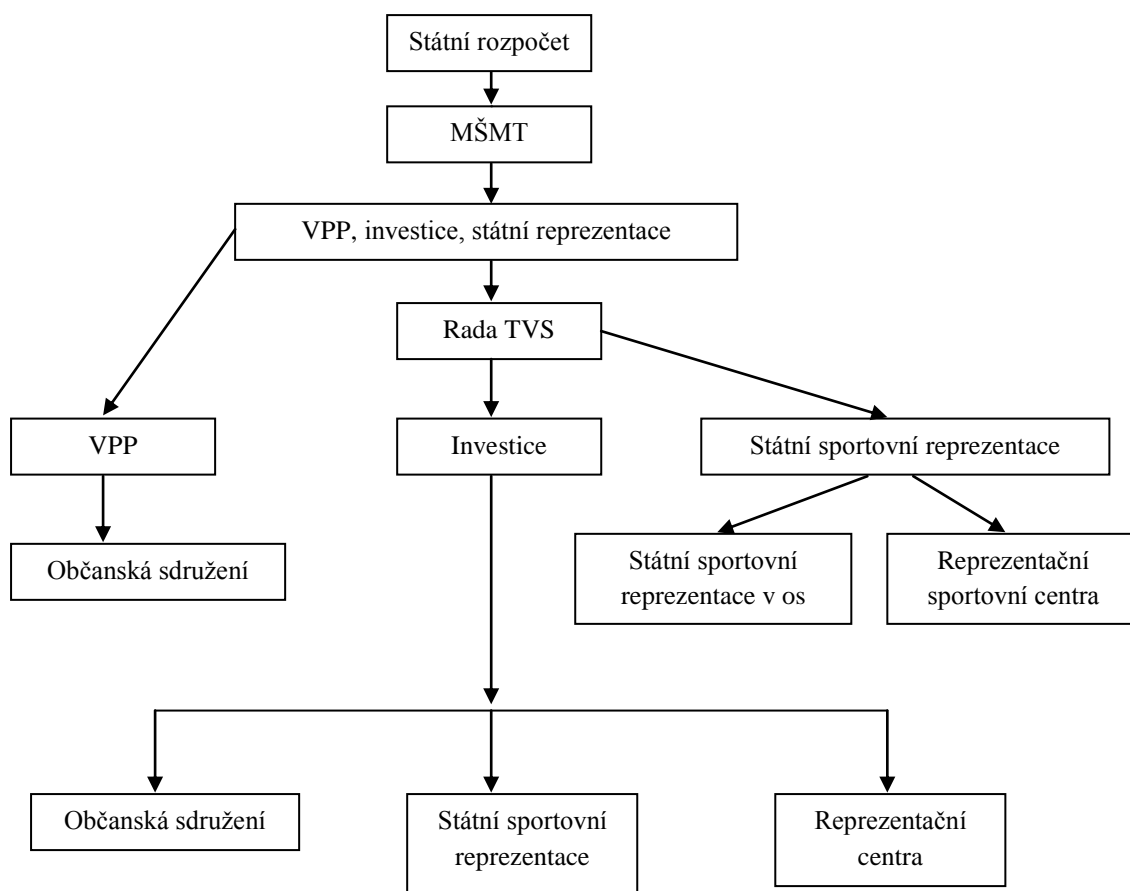 Státní rozpočet
MŠMT
VPP, investice, státní reprezentace
Rada TVS
VPP
Investice
Státní sportovní reprezentace
Občanská sdružení
Státní sportovní
reprezentace v os
Reprezentační
sportovní centra
Občanská sdružení
Státní sportovní
reprezentace
Reprezentační
centra